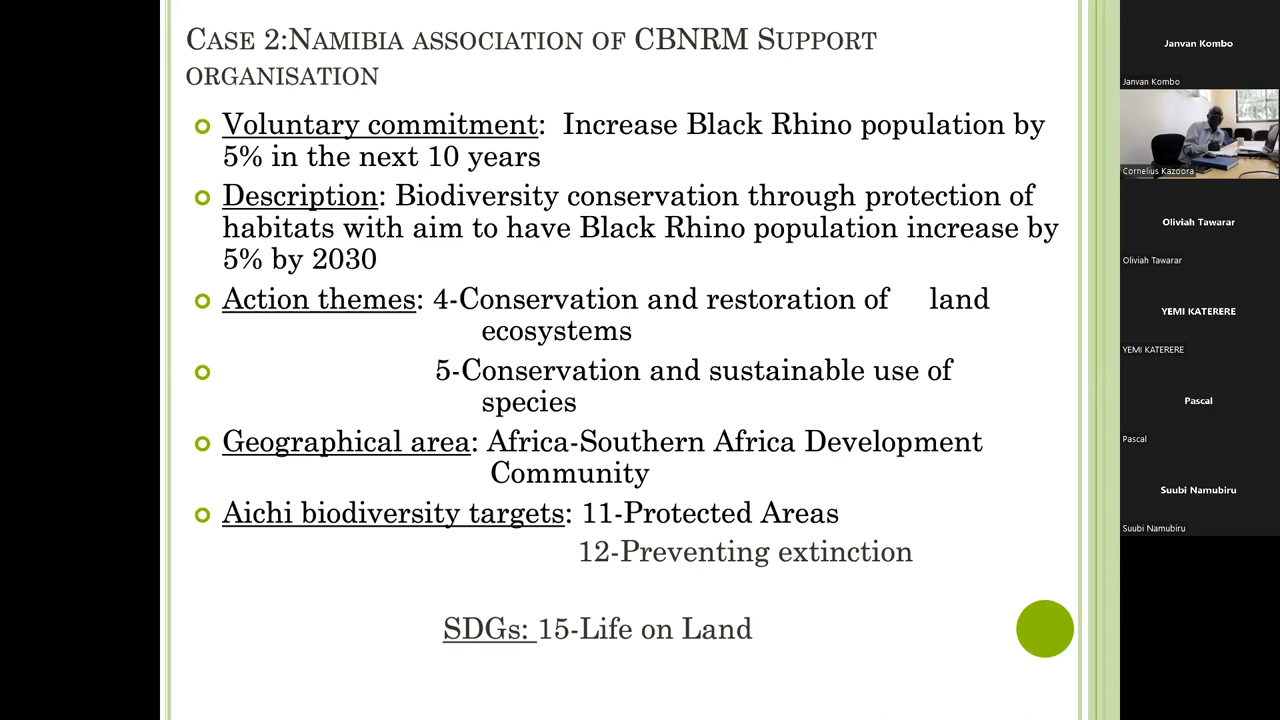 CASE 2:NAMIBIA ASSOCIATION OF CBNRM SUPPORT
ORGANISATION
Voluntary commitment: Increase Black Rhino population by
5% in the next 10 years
Description: Biodiversity conservation through protection of
habitats with aim to have Black Rhino population increase by
5% by 2030
Action themes: 4-Conservation and restoration of land
ecosystems
5-Conservation and sustainable use of
species
Geographical area: Africa-Southern Africa Development
Community
Aichi biodiversity targets: 11-Protected Areas
12-Preventing extinction
SDGs: 15-Life on Land
Janvan Kombo
Janvan Kombo
Cornelius Kazoora
Oliviah Tawarar
Oliviah Tawarar
YEMI KATERERE
YEMI KATERERE
Pascal
Pascal
Suubi Namubiru
Suubi Namubiru